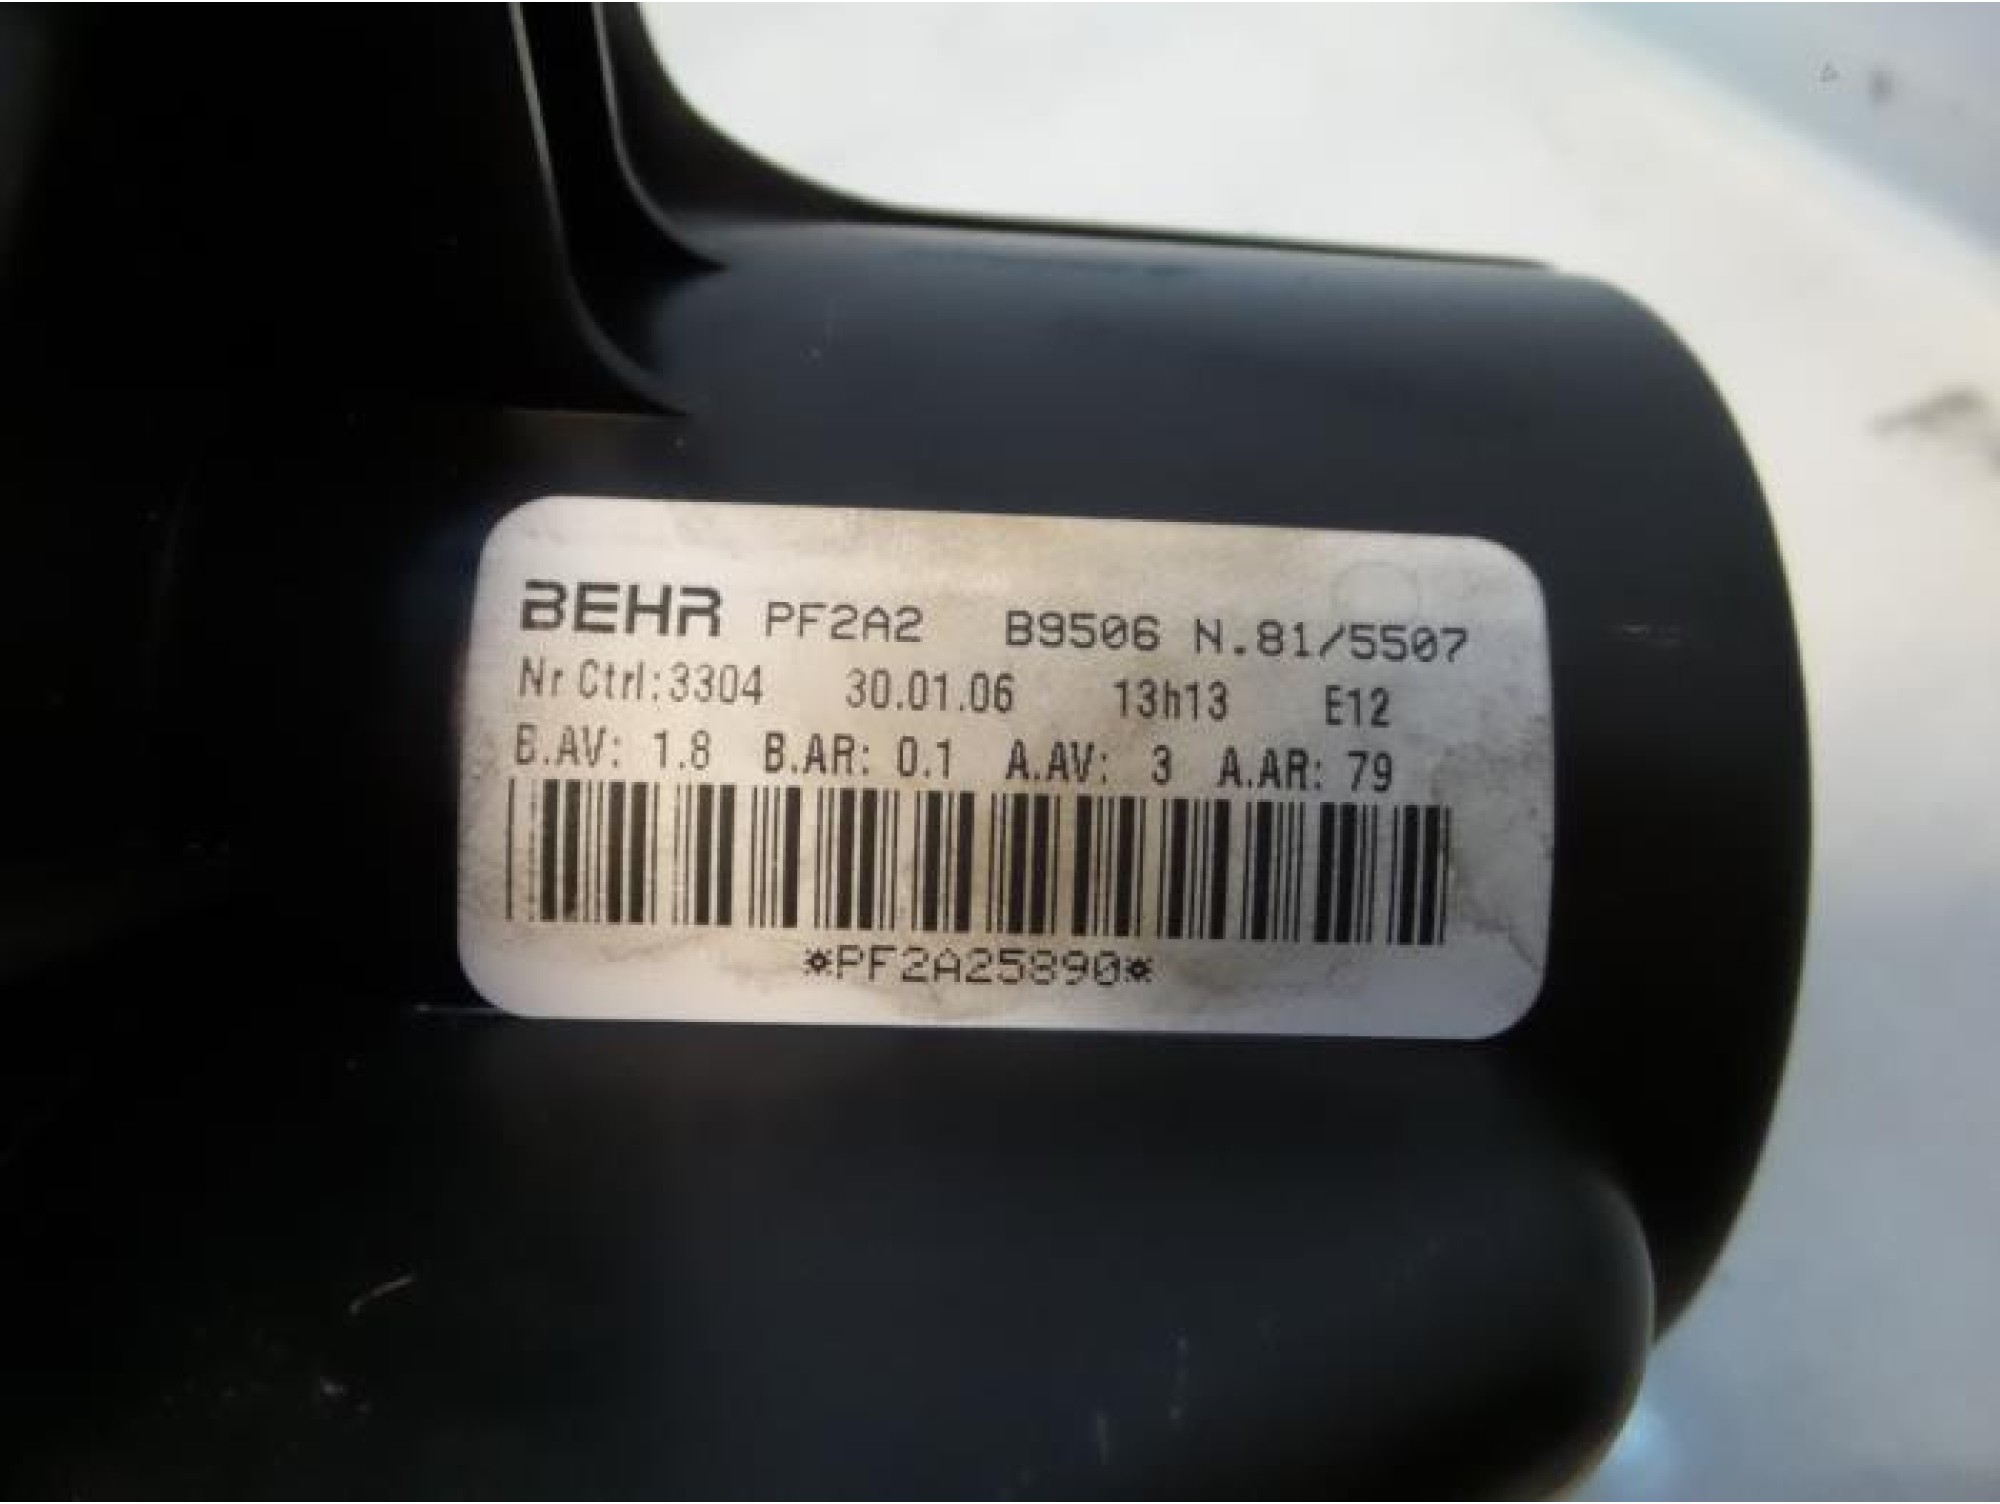 BEHR PF2A2 B9506 N.81/5507
Nr Ctrl:3304 30.01.06 13h13 E12
B.AV: 1.8 B.AR: 0.1 A.AV: 3 A.AR: 79
*PF2A25890*